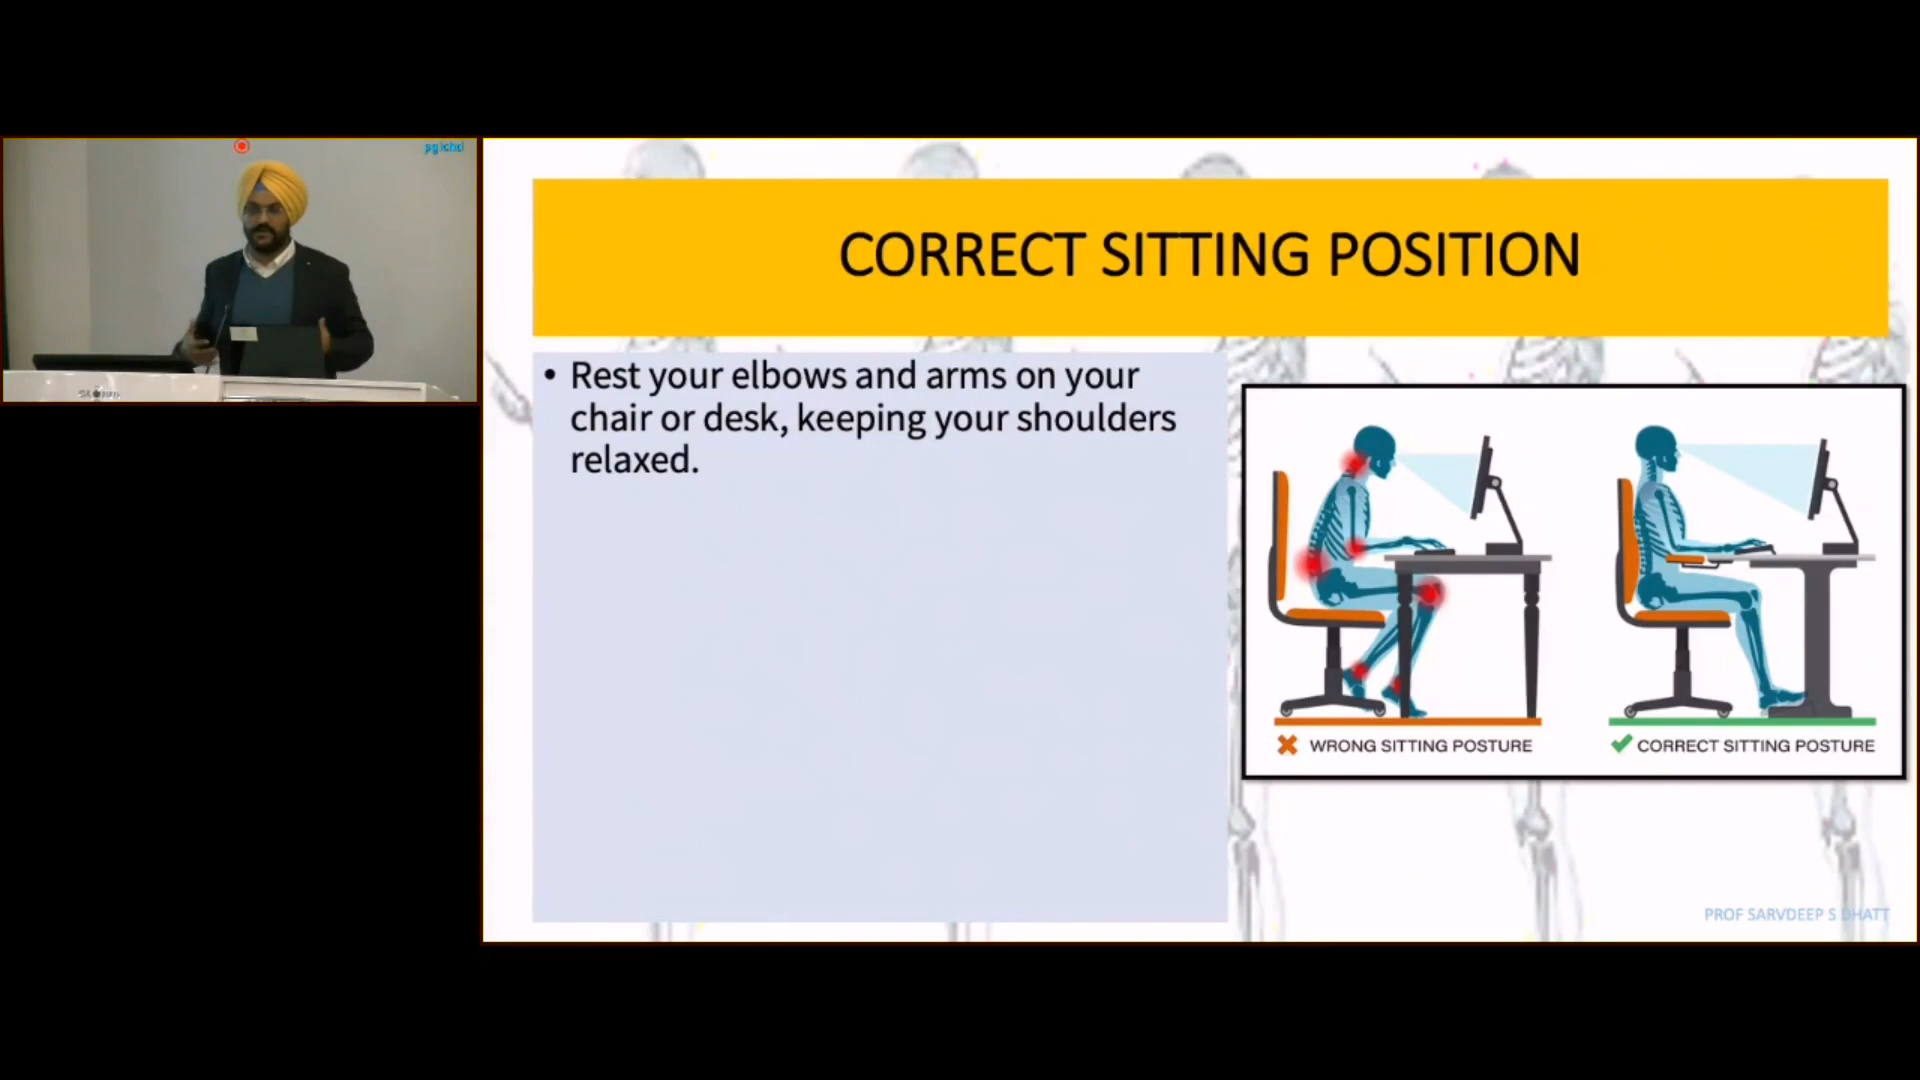 pgichd
CORRECT SITTING POSITION
• Rest your elbows and arms on your
chair or desk, keeping your shoulders
relaxed.
WRONG SITTING POSTURE
CORRECT SITTING POSTURE
PROF SARVDEEP S DHATT